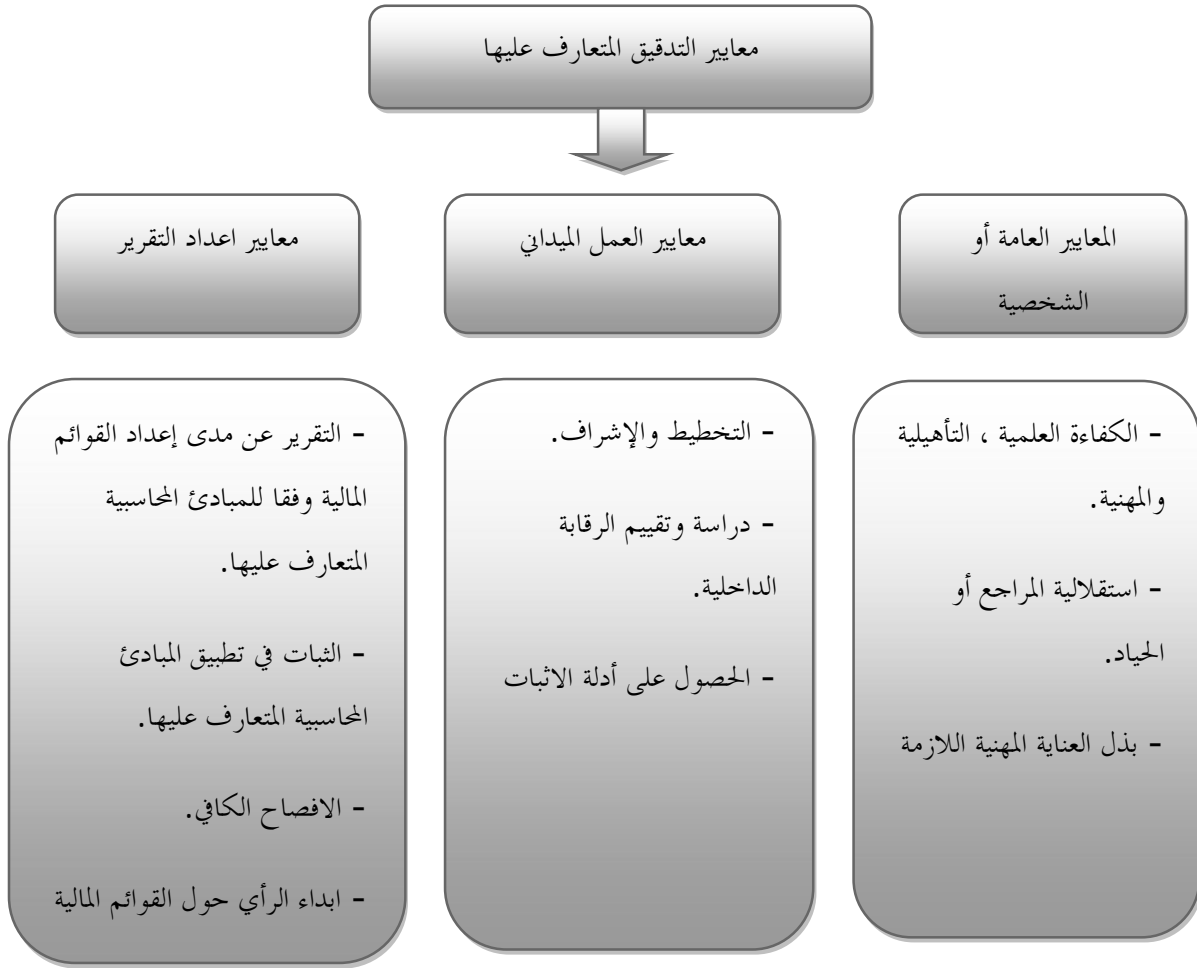 معايير التدقيق المتعارف عليها
المعايير العامة أو
الشخصية
معايير العمل الميداني
معايير اعداد التقرير
- الكفاءة العلمية ، التأهيلية
والمهنية.
- استقلالية المراجع أو
الحياد.
- بذل العناية المهنية اللازمة
- التخطيط والإشراف.
- دراسة وتقييم الرقابة
الداخلية.
- الحصول على أدلة الاثبات
- التقرير عن مدى إعداد القوائم
المالية وفقا للمبادئ المحاسبية
المتعارف عليها.
- الثبات في تطبيق المبادئ
المحاسبية المتعارف عليها.
- الافصاح الكافي.
- ابداء الرأي حول القوائم المالية